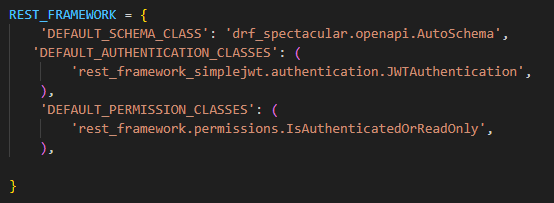 REST_FRAMEWORK = {
    'DEFAULT_SCHEMA_CLASS': 'drf_spectacular.openapi.AutoSchema',
   'DEFAULT_AUTHENTICATION_CLASSES': (
        'rest_framework_simplejwt.authentication.JWTAuthentication',
    ),
    'DEFAULT_PERMISSION_CLASSES': (
        'rest_framework.permissions.IsAuthenticatedOrReadOnly',
    ),
}